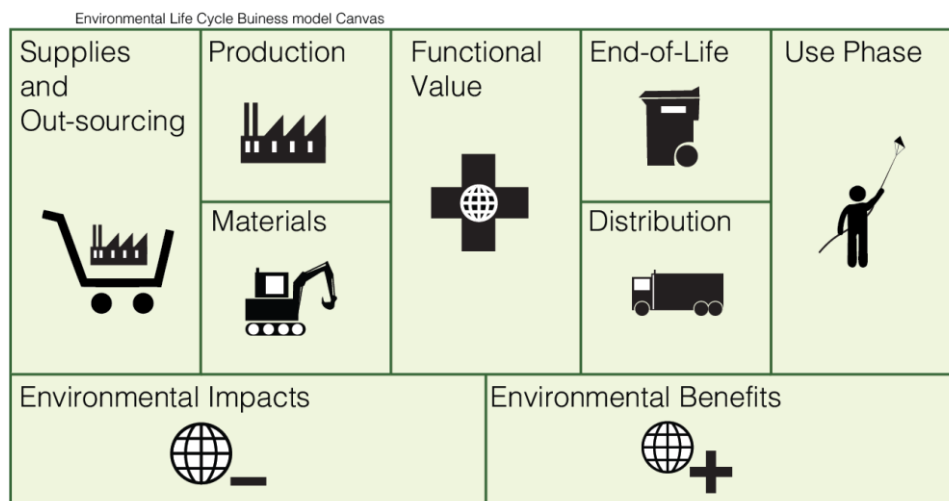 Environmental Life Cycle Buiness model Canvas
Supplies
and
Out-sourcing
Production
Materials
Functional
Value
End-of-Life
Distribution
Use Phase
Environmental Impacts
Environmental Benefits